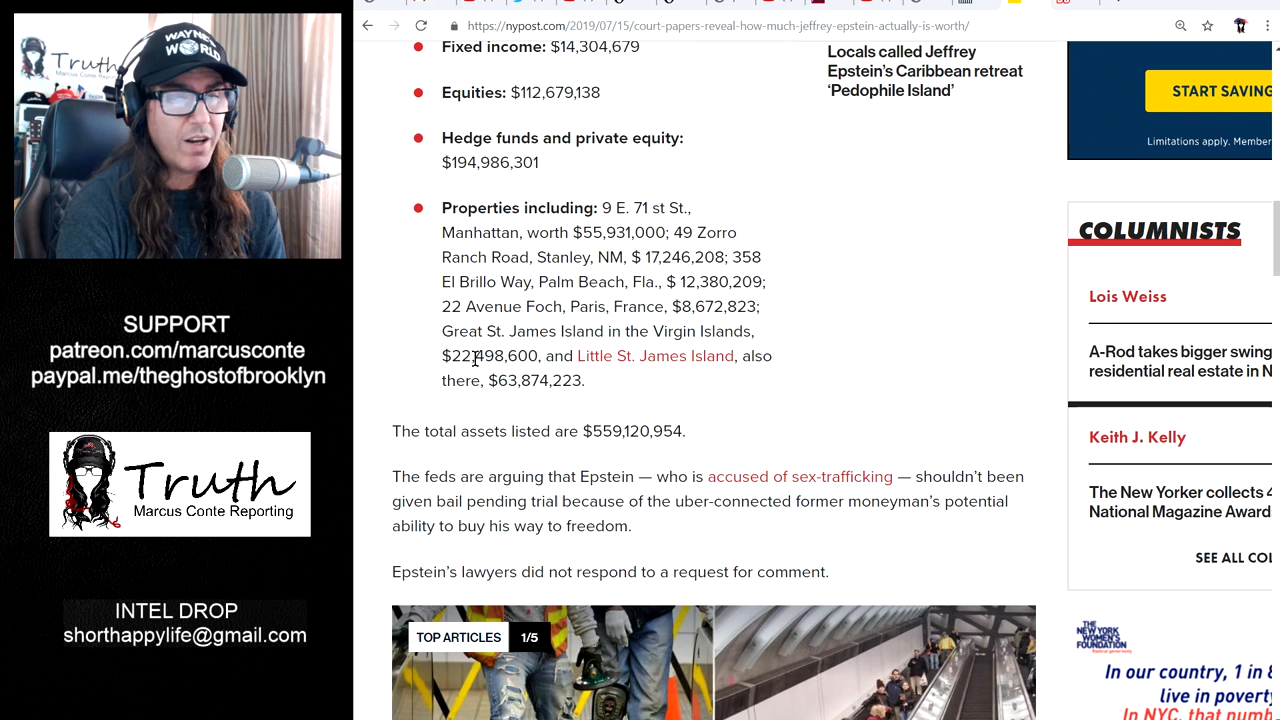 WAYNE'S
WORLD
Truth
Marcus Conte Reporting
SUPPORT
patreon.com/marcusconte
paypal.me/theghostofbrooklyn
Truth
Marcus Conte Reporting
INTEL DROP
shorthappylife@gmail.com
https://nypost.com/2019/07/15/court-papers-reveal-how-much-jeffrey-epstein-actually-is-worth/
Fixed income: $14,304,679
Equities: $112,679,138
Hedge funds and private equity:
$194,986,301
Properties including: 9 E. 71 st St.,
Manhattan, worth $55,931,000; 49 Zorro
Ranch Road, Stanley, NM, $ 17,246,208; 358
El Brillo Way, Palm Beach, Fla., $ 12,380,209;
22 Avenue Foch, Paris, France, $8,672,823;
Great St. James Island in the Virgin Islands,
$22,498,600, and Little St. James Island, also
there, $63,874,223.
The total assets listed are $559,120,954.
The feds are arguing that Epstein — who is accused of sex-trafficking — shouldn't been
given bail pending trial because of the uber-connected former moneyman's potential
ability to buy his way to freedom.
Epstein's lawyers did not respond to a request for comment.
TOP ARTICLES 1/5
Locals called Jeffrey
Epstein's Caribbean retreat
'Pedophile Island'
START SAVING
Limitations apply. Member
COLUMNISTS
Lois Weiss
A-Rod takes bigger swing
residential real estate in N
Keith J. Kelly
The New Yorker collects 4
National Magazine Award
SEE ALL COL
THE
NEW YORK
WOMEN'S
FOUNDATION
In our country, 1 in 8
live in poverty
In NYC, that numb